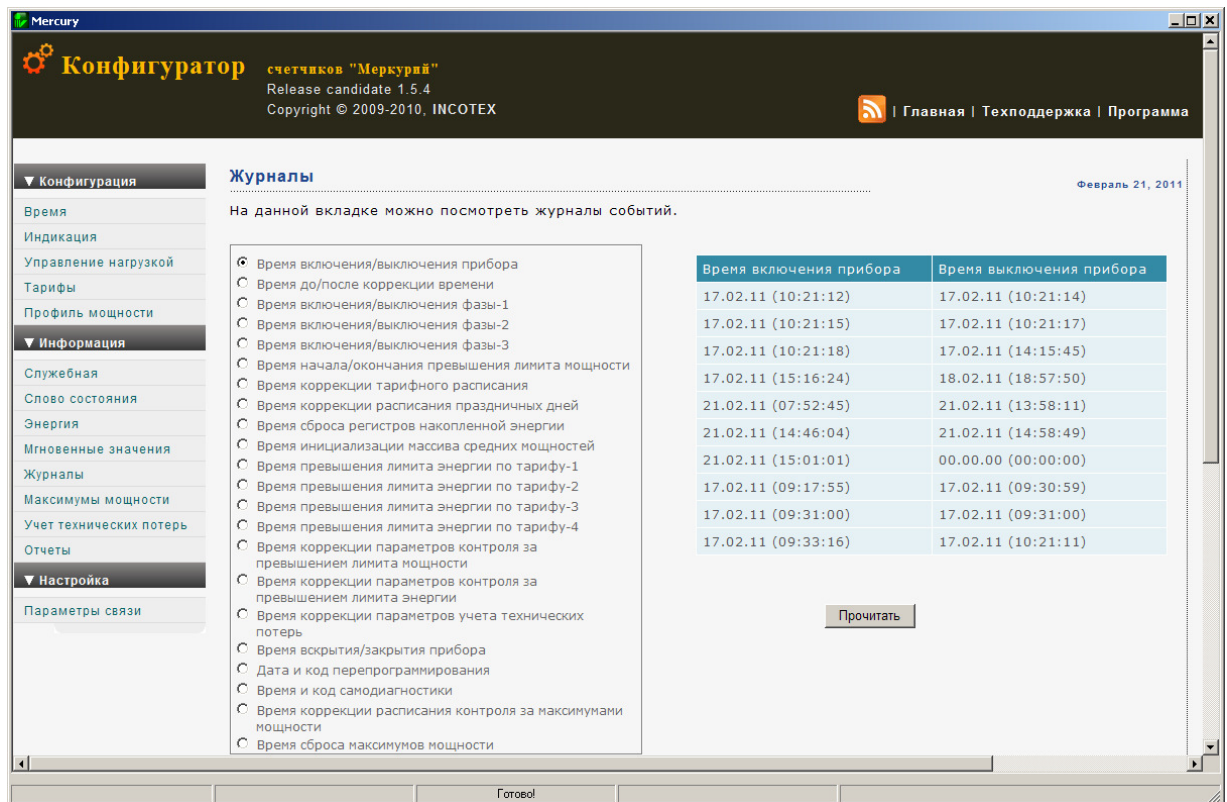 Mercury
Конфигуратор счетчиков "Меркурий"
Release candidate 1.5.4
Copyright © 2009-2010, INCOTEX
| Главная | Техподдержка | Программа
▼ Конфигурация
Время
Индикация
Управление нагрузкой
Тарифы
Профиль мощности
▼ Информация
Служебная
Слово состояния
Энергия
Мгновенные значения
Журналы
Максимумы мощности
Учет технических потерь
Отчеты
▼ Настройка
Параметры связи
Журналы
Февраль 21, 2011
На данной вкладке можно посмотреть журналы событий.
Время включения/выключения прибора
Время до/после коррекции времени
Время включения/выключения фазы-1
Время включения/выключения фазы-2
Время включения/выключения фазы-3
Время начала/окончания превышения лимита мощности
Время коррекции тарифного расписания
Время коррекции расписания праздничных дней
Время сброса регистров накопленной энергии
Время инициализации массива средних мощностей
Время превышения лимита энергии по тарифу-1
Время превышения лимита энергии по тарифу-2
Время превышения лимита энергии по тарифу-3
Время превышения лимита энергии по тарифу-4
Время коррекции параметров контроля за
превышением лимита мощности
Время коррекции параметров контроля за
превышением лимита энергии
Время коррекции параметров учета технических
потерь
Время вскрытия/закрытия прибора
Дата и код перепрограммирования
Время и код самодиагностики
Время коррекции расписания контроля за максимумами
мощности
Время сброса максимумов мощности
Время включения прибора Время выключения прибора
17.02.11 (10:21:12) 17.02.11 (10:21:14)
17.02.11 (10:21:15) 17.02.11 (10:21:17)
17.02.11 (10:21:18) 17.02.11 (14:15:45)
17.02.11 (15:16:24) 18.02.11 (18:57:50)
21.02.11 (07:52:45) 21.02.11 (13:58:11)
21.02.11 (14:46:04) 21.02.11 (14:58:49)
21.02.11 (15:01:01) 00.00.00 (00:00:00)
17.02.11 (09:17:55) 17.02.11 (09:30:59)
17.02.11 (09:31:00) 17.02.11 (09:31:00)
17.02.11 (09:33:16) 17.02.11 (10:21:11)
Прочитать
Готово!